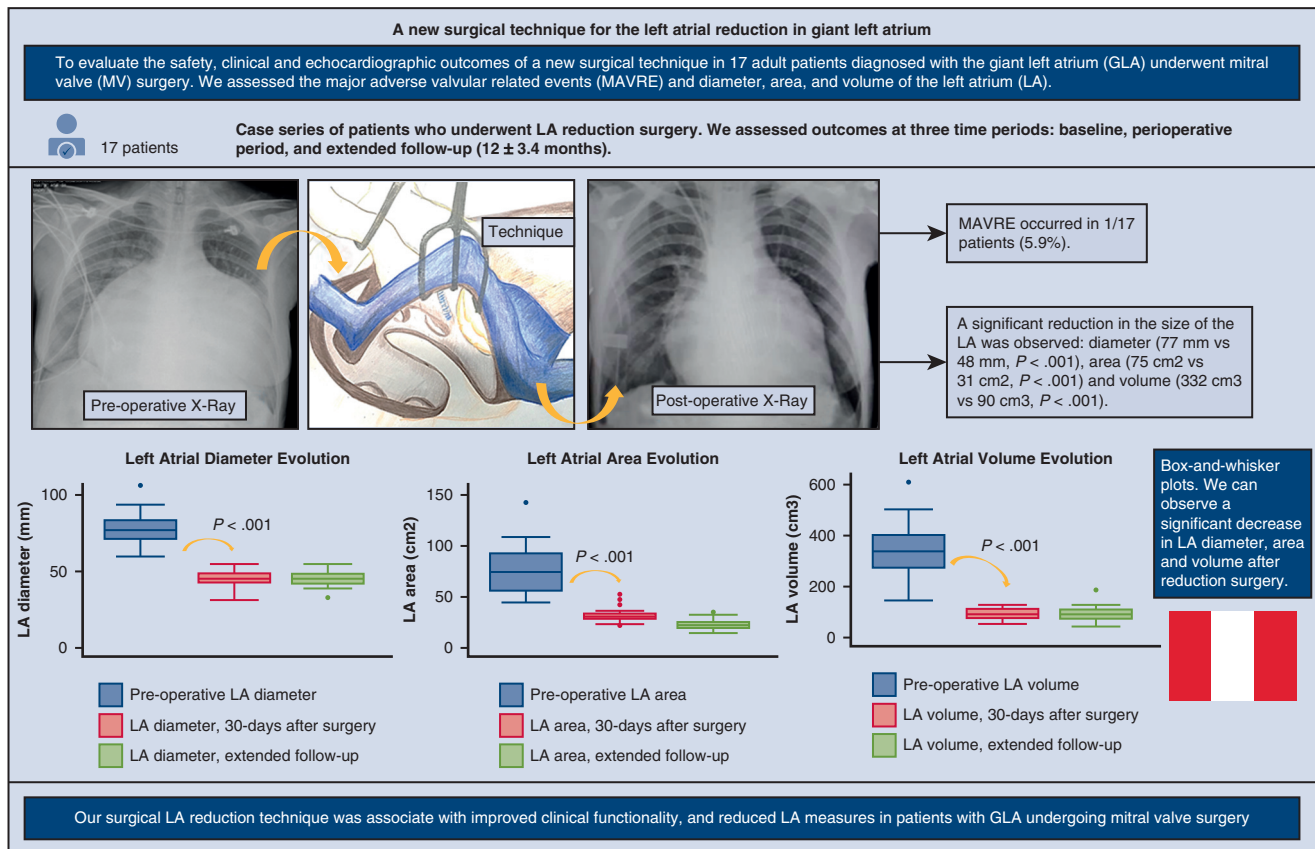 A new surgical technique for the left atrial reduction in giant left atrium
To evaluate the safety, clinical and echocardiographic outcomes of a new surgical technique in 17 adult patients diagnosed with the giant left atrium (GLA) underwent mitral
valve (MV) surgery. We assessed the major adverse valvular related events (MAVRE) and diameter, area, and volume of the left atrium (LA).
17 patients
Case series of patients who underwent LA reduction surgery. We assessed outcomes at three time periods: baseline, perioperative
period, and extended follow-up (12 ± 3.4 months).
Pre-operative X-Ray
Technique
Post-operative X-Ray
MAVRE occurred in 1/17
patients (5.9%).
A significant reduction in the size of the
LA was observed: diameter (77 mm vs
48 mm, P < .001), area (75 cm2 vs
31 cm2, P < .001) and volume (332 cm3
vs 90 cm3, P < .001).
Left Atrial Diameter Evolution
LA diameter (mm)
100
50
0
P < .001
Pre-operative LA diameter
LA diameter, 30-days after surgery
LA diameter, extended follow-up
Left Atrial Area Evolution
LA area (cm2)
150
100
50
0
P < .001
Pre-operative LA area
LA area, 30-days after surgery
LA area, extended follow-up
Left Atrial Volume Evolution
LA volume (cm3)
600
400
200
0
P < .001
Pre-operative LA volume
LA volume, 30-days after surgery
LA volume, extended follow-up
Box-and-whisker
plots. We can
observe a
significant decrease
in LA diameter, area
and volume after
reduction surgery.
Our surgical LA reduction technique was associate with improved clinical functionality, and reduced LA measures in patients with GLA undergoing mitral valve surgery